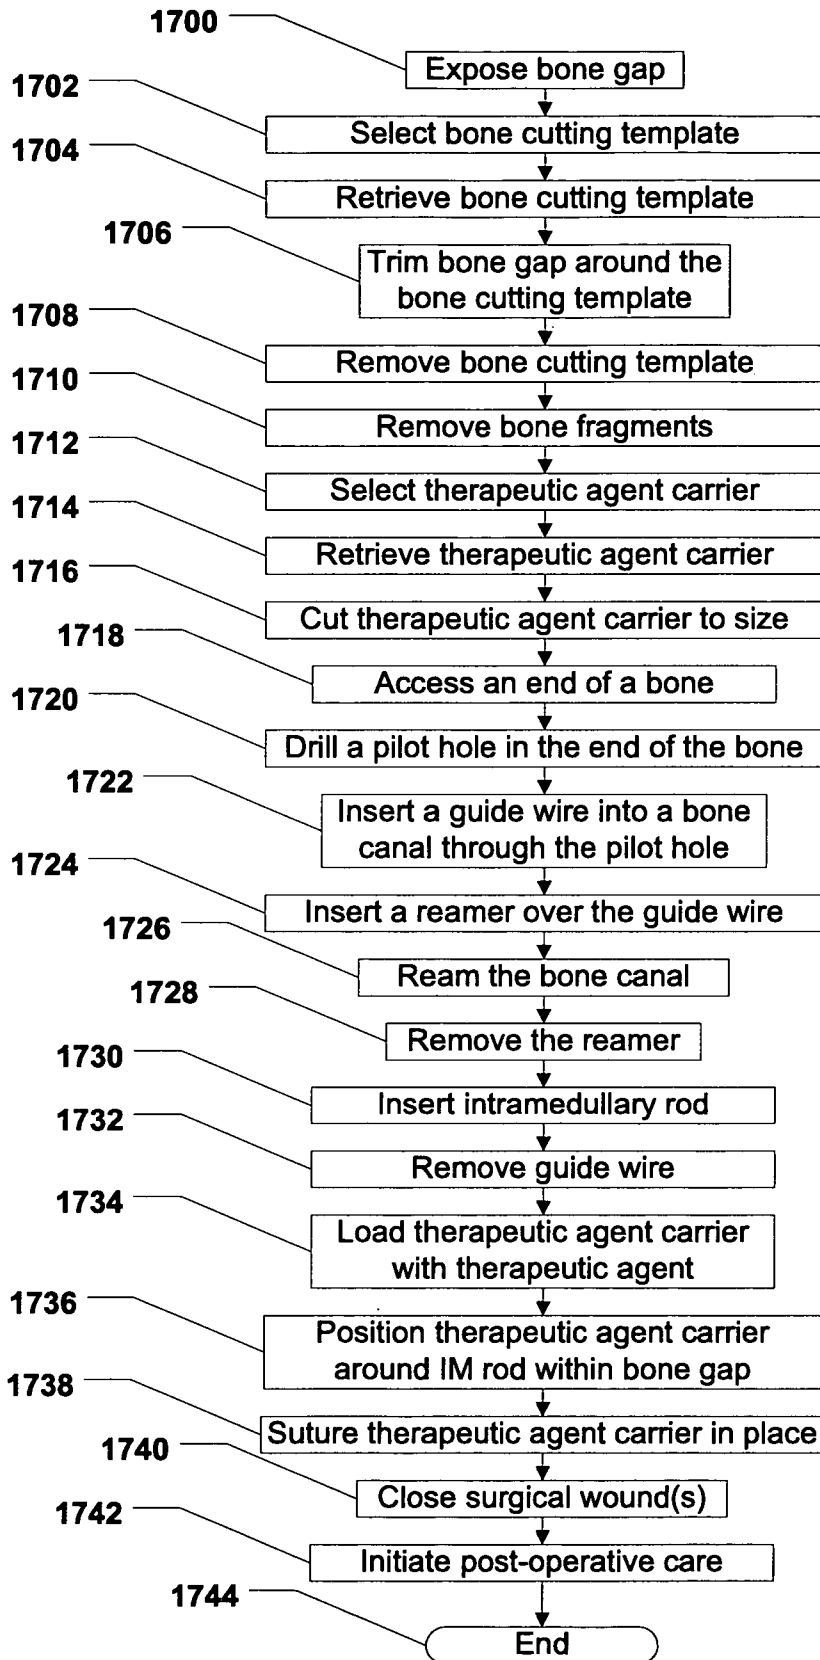 1700
Expose bone gap
1702
Select bone cutting template
1704
Retrieve bone cutting template
1706
Trim bone gap around the
bone cutting template
1708
Remove bone cutting template
1710
Remove bone fragments
1712
Select therapeutic agent carrier
1714
Retrieve therapeutic agent carrier
1716
Cut therapeutic agent carrier to size
1718
Access an end of a bone
1720
Drill a pilot hole in the end of the bone
1722
Insert a guide wire into a bone
canal through the pilot hole
1724
Insert a reamer over the guide wire
1726
Ream the bone canal
1728
Remove the reamer
1730
Insert intramedullary rod
1732
Remove guide wire
1734
Load therapeutic agent carrier
with therapeutic agent
1736
Position therapeutic agent carrier
around IM rod within bone gap
1738
Suture therapeutic agent carrier in place
1740
Close surgical wound(s)
1742
Initiate post-operative care
1744
End